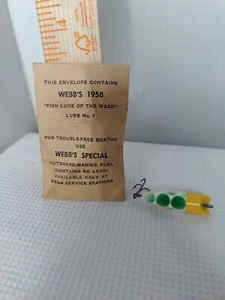 14
THIS ENVELOPE CONTAINS
WEBB'S 1958
"FISH LURE OF THE WEEK"
LURE No. 1
FOR TROUBLE-FREE BOATING
USE
WEBB'S SPECIAL
OUTBOARD-MARINE FUEL
(CONTAINS NO LEAD)
AVAILABLE ONLY AT
WEBB SERVICE STATIONS